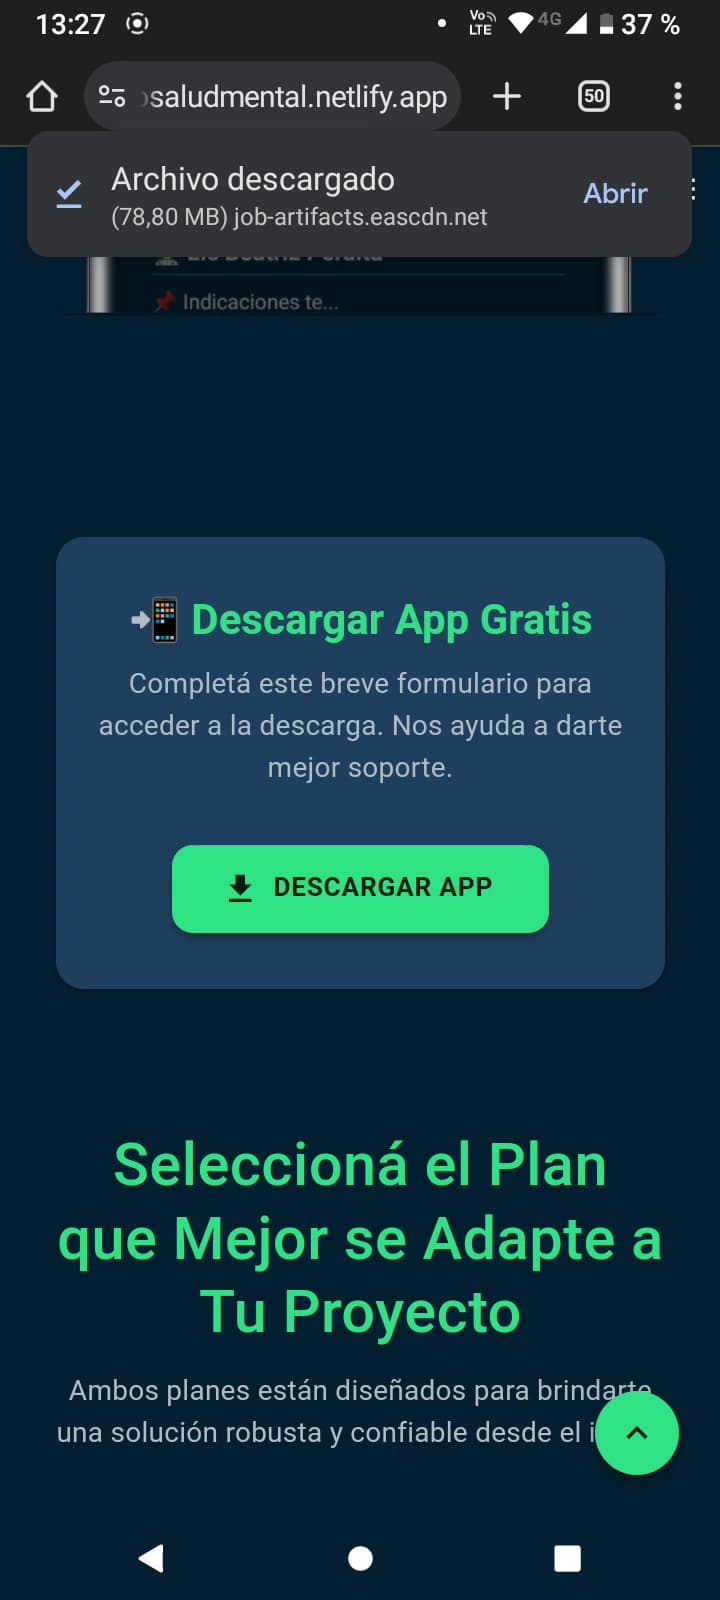 13:27 Vo LTE 4G 37 %
saludmental.netlify.app 50
Archivo descargado
(78,80 MB) job-artifacts.eascdn.net
Abrir
📌 Indicaciones te...
Descargar App Gratis
Completá este breve formulario para
acceder a la descarga. Nos ayuda a darte
mejor soporte.
DESCARGAR APP
Seleccioná el Plan
que Mejor se Adapte a
Tu Proyecto
Ambos planes están diseñados para brindarte
una solución robusta y confiable desde el i